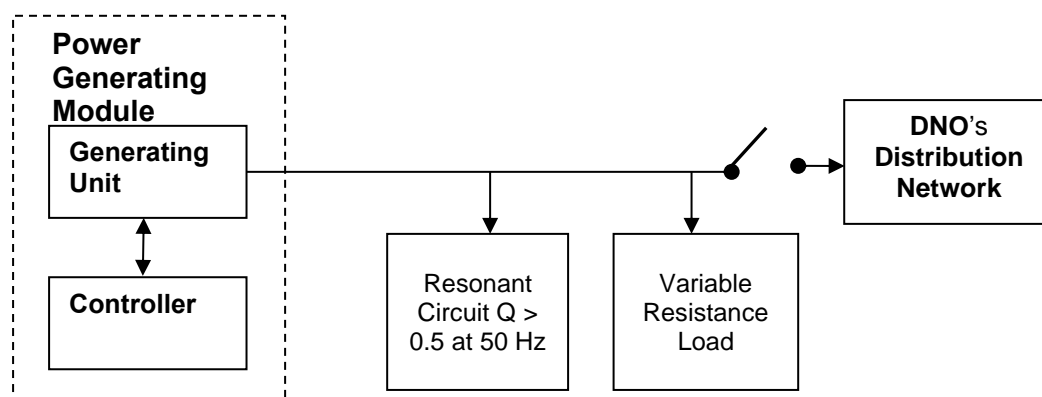 Power
Generating
Module
Generating
Unit
Controller
Resonant
Circuit Q >
0.5 at 50 Hz
Variable
Resistance
Load
DNO's
Distribution
Network